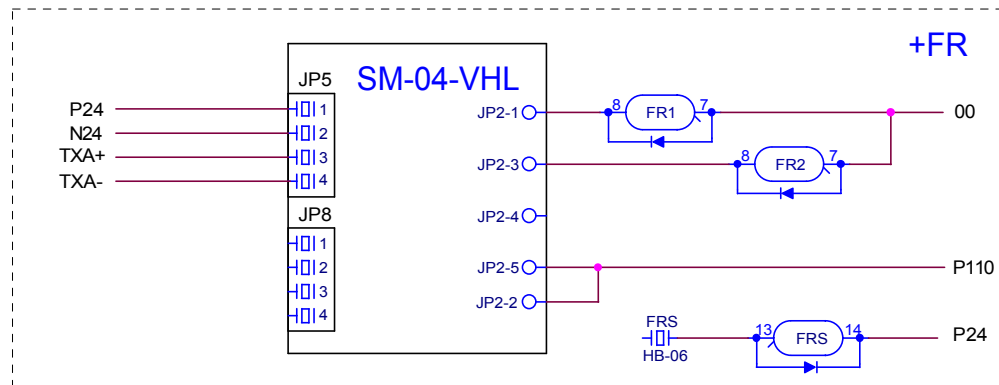 +FR
SM-04-VHL
JP5
P24
1
N24
2
TXA+
3
TXA-
4
JP8
1
2
3
4
JP2-1
8
FR1
7
00
JP2-3
8
FR2
7
JP2-4
JP2-5
P110
JP2-2
FRS
HB-06
13
FRS
14
P24